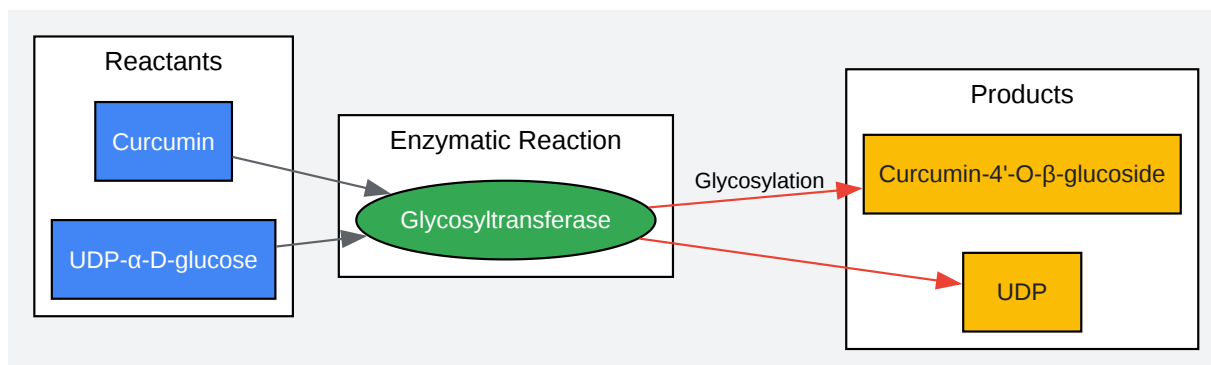 Reactants
Curcumin
UDP-α-D-glucose
Enzymatic Reaction
Glycosyltransferase
Glycosylation
Products
Curcumin-4'-O-β-glucoside
UDP